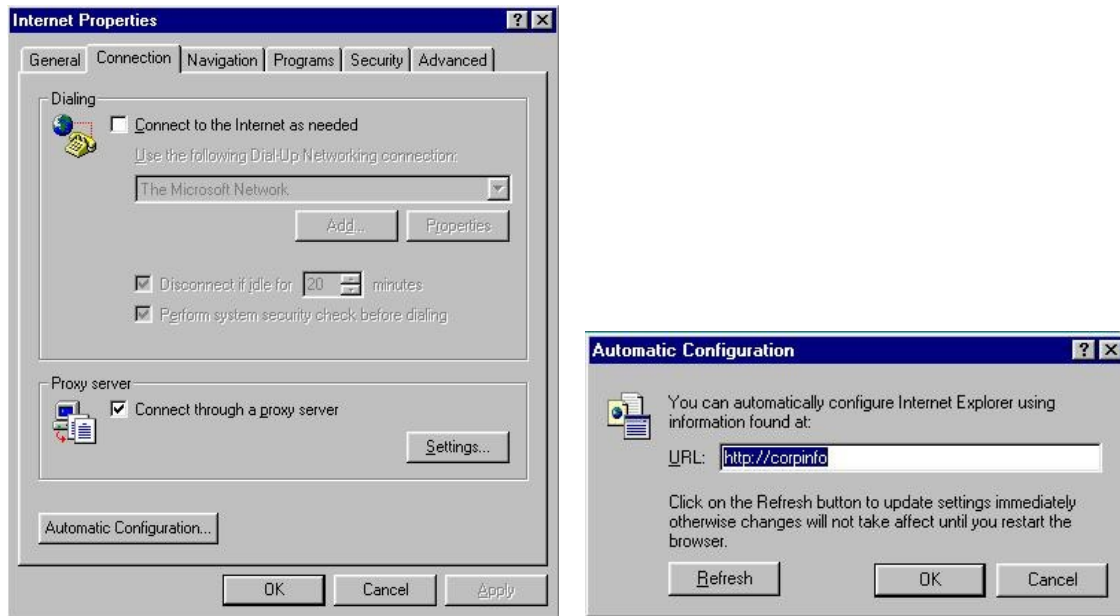 Internet Properties
General Connection Navigation Programs Security Advanced
Dialing
Connect to the Internet as needed
Use the following Dial-Up Networking connection:
The Microsoft Network
Add... Properties
Disconnect if idle for 20 minutes
Perform system security check before dialing
Proxy server
Connect through a proxy server
Settings...
Automatic Configuration...
OK Cancel Apply
Automatic Configuration
You can automatically configure Internet Explorer using
information found at:
URL: http://corpinfo
Click on the Refresh button to update settings immediately
otherwise changes will not take affect until you restart the
browser.
Refresh OK Cancel